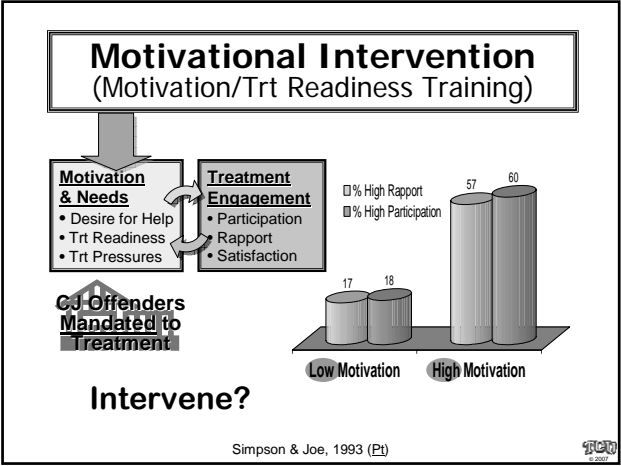 Motivational Intervention
(Motivation/Trt Readiness Training)
Motivation
& Needs
• Desire for Help
• Trt Readiness
• Trt Pressures
Treatment
Engagement
• Participation
• Rapport
• Satisfaction
% High Rapport
% High Participation
17
18
57
60
Low Motivation
High Motivation
CJ Offenders
Mandated to
Treatment
Intervene?
Simpson & Joe, 1993 (Pt)
TCU
© 2007